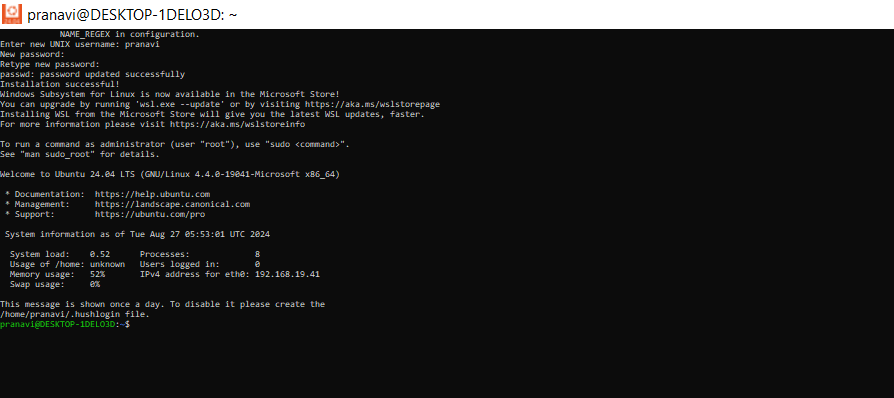 pranavi@DESKTOP-1DELO3D: ~
NAME_REGEX in configuration.
Enter new UNIX username: pranavi
New password:
Retype new password:
passwd: password updated successfully
Installation successful!
Windows Subsystem for Linux is now available in the Microsoft Store!
You can upgrade by running 'wsl.exe --update' or by visiting https://aka.ms/wslstorepage
Installing WSL from the Microsoft Store will give you the latest WSL updates, faster.
For more information please visit https://aka.ms/wslstoreinfo
To run a command as administrator (user "root"), use "sudo <command>".
See "man sudo_root" for details.
Welcome to Ubuntu 24.04 LTS (GNU/Linux 4.4.0-19041-Microsoft x86_64)
* Documentation:  https://help.ubuntu.com
* Management:     https://landscape.canonical.com
* Support:        https://ubuntu.com/pro
System information as of Tue Aug 27 05:53:01 UTC 2024
System load:    0.52      Processes:             8
Usage of /home: unknown   Users logged in:       0
Memory usage:   52%       IPv4 address for eth0: 192.168.19.41
Swap usage:     0%
This message is shown once a day. To disable it please create the
/home/pranavi/.hushlogin file.
pranavi@DESKTOP-1DELO3D:~$